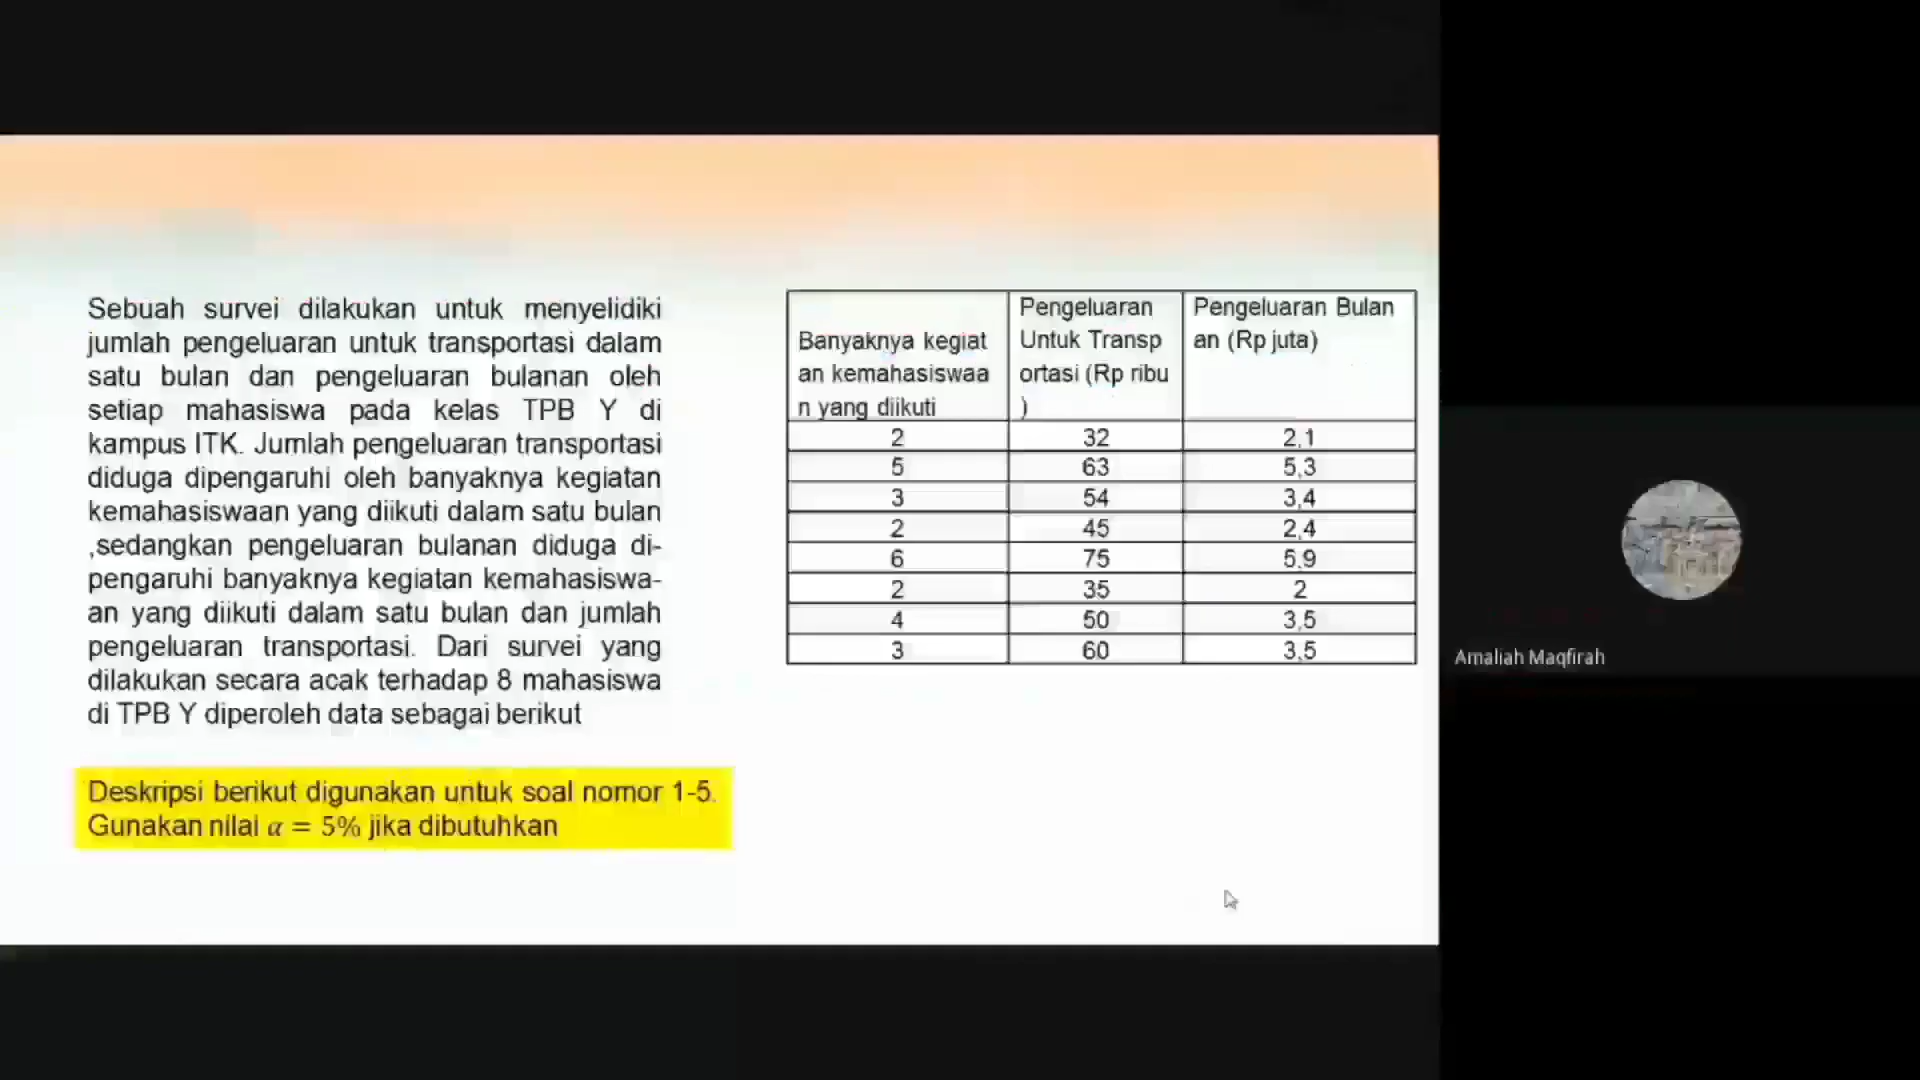 Sebuah survei dilakukan untuk menyelidiki
jumlah pengeluaran untuk transportasi dalam
satu bulan dan pengeluaran bulanan oleh
setiap mahasiswa pada kelas TPB Y di
kampus ITK. Jumlah pengeluaran transportasi
diduga dipengaruhi oleh banyaknya kegiatan
kemahasiswaan yang diikuti dalam satu bulan
,sedangkan pengeluaran bulanan diduga di-
pengaruhi banyaknya kegiatan kemahasiswa-
an yang diikuti dalam satu bulan dan jumlah
pengeluaran transportasi. Dari survei yang
dilakukan secara acak terhadap 8 mahasiswa
di TPB Y diperoleh data sebagai berikut
Deskripsi berikut digunakan untuk soal nomor 1-5.
Gunakan nilai α = 5% jika dibutuhkan
Banyaknya kegiat
an kemahasiswaa
n yang diikuti
Pengeluaran
Untuk Transp
ortasi (Rp ribu
)
Pengeluaran Bulan
an (Rp juta)
2 32 2,1
5 63 5,3
3 54 3,4
2 45 2,4
6 75 5,9
2 35 2
4 50 3,5
3 60 3,5
Amaliah Maqfirah